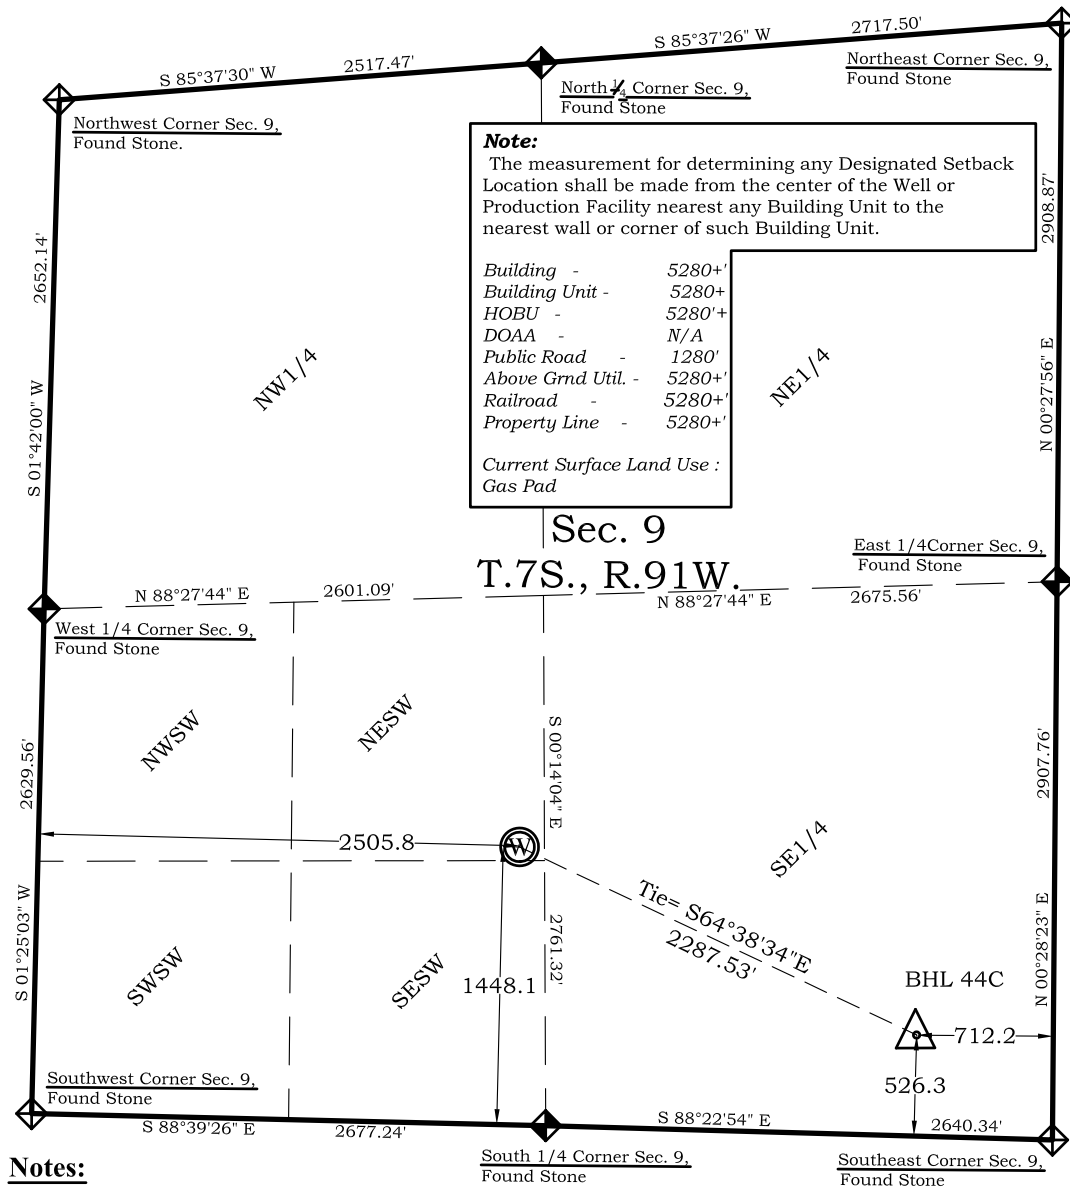 S 85°37'30" W 2517.47'
S 85°37'26" W 2717.50'
Northwest Corner Sec. 9,
Found Stone.
North 1/4 Corner Sec. 9,
Found Stone
Northeast Corner Sec. 9,
Found Stone
Note:
The measurement for determining any Designated Setback
Location shall be made from the center of the Well or
Production Facility nearest any Building Unit to the
nearest wall or corner of such Building Unit.
Building - 5280+'
Building Unit - 5280+
HOBU - 5280'+
DOAA - N/A
Public Road - 1280'
Above Grnd Util. - 5280+'
Railroad - 5280+'
Property Line - 5280+'
Current Surface Land Use :
Gas Pad
2652.14'
S 01°42'00" W
NW1/4
NE1/4
2908.87'
N 00°27'56" E
Sec. 9
T.7S., R.91W.
East 1/4Corner Sec. 9,
Found Stone
N 88°27'44" E 2601.09'
N 88°27'44" E 2675.56'
West 1/4 Corner Sec. 9,
Found Stone
NWSW
NESW
S 00°14'04" E
2761.32'
2629.56'
S 01°25'03" W
2505.8
W
SE1/4
2907.76'
N 00°28'23" E
Tie= S64°38'34"E
2287.53'
SWSW
SESW
1448.1
BHL 44C
712.2
526.3
Southwest Corner Sec. 9,
Found Stone
S 88°39'26" E 2677.24'
S 88°22'54" E 2640.34'
South 1/4 Corner Sec. 9,
Found Stone
Southeast Corner Sec. 9,
Found Stone
Notes: